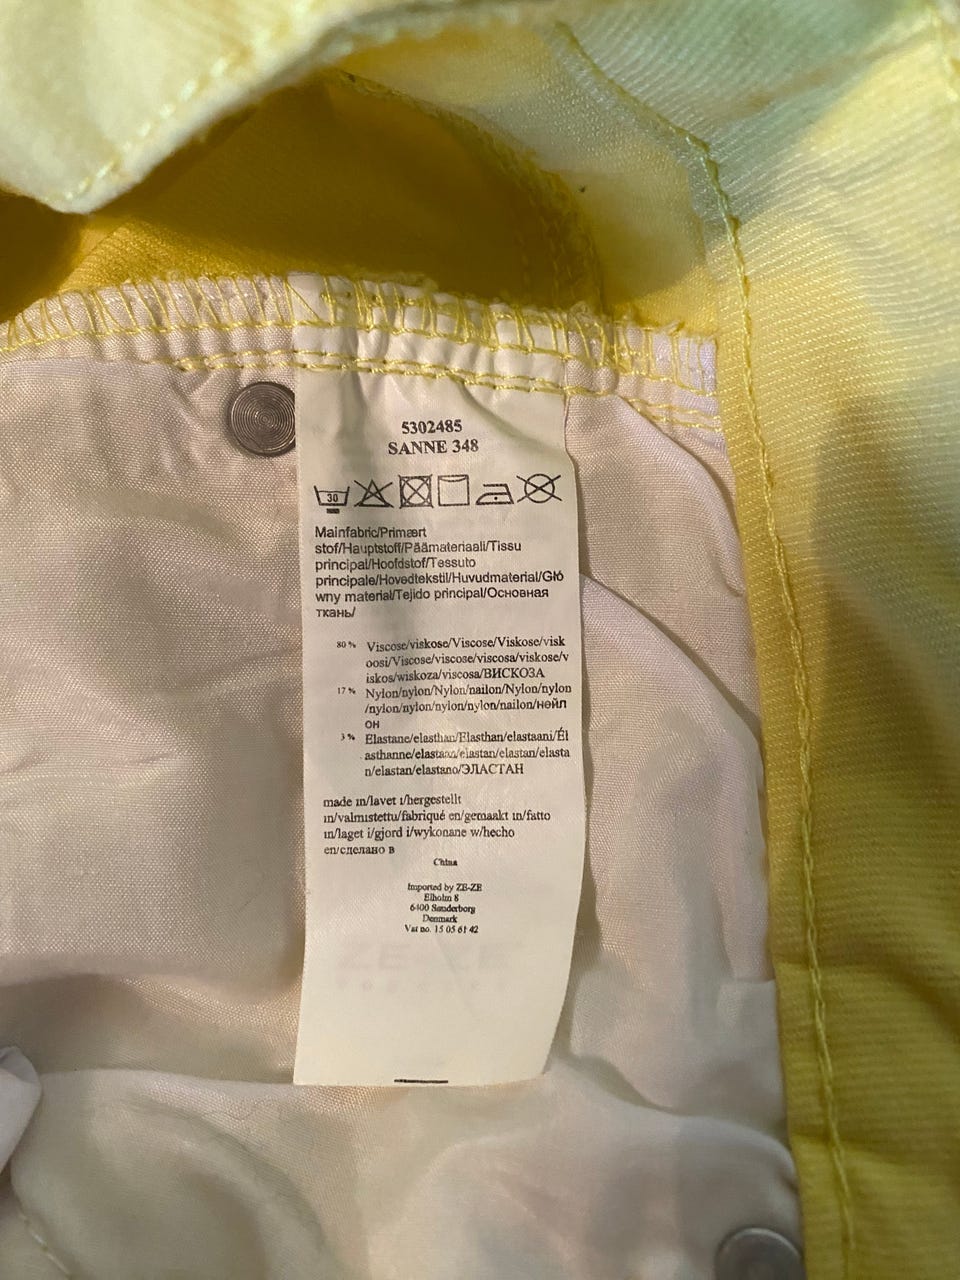 5302485
SANNE 348
30
Mainfabric/Primært
stof/Hauptstoff/Päämateriaali/Tissu
principal/Hoofdstof/Tessuto
principale/Hovedtekstil/Huvudmaterial/Głó
wny material/Tejido principal/Основная
ткань/
80 % Viscose/viskose/Viscose/Viskose/visk
oosi/Viscose/viscose/viscosa/viskose/v
iskos/wiskoza/viscosa/ВИСКОЗА
17 % Nylon/nylon/Nylon/nailon/Nylon/nylon
/nylon/nylon/nylon/nylon/nailon/нейл
он
3 % Elastane/elasthan/Elasthan/elastaani/Él
asthanne/elastaan/elastan/elastan/elasta
n/elastan/elastano/ЭЛАСТАН
made in/lavet i/hergestellt
in/valmistettu/fabriqué en/gemaakt in/fatto
in/laget i/gjord i/wykonane w/hecho
en/сделано в
China
Imported by ZE-ZE
Elholm 8
6400 Sønderborg
Denmark
Vat no. 15 05 61 42
ZE-ZE